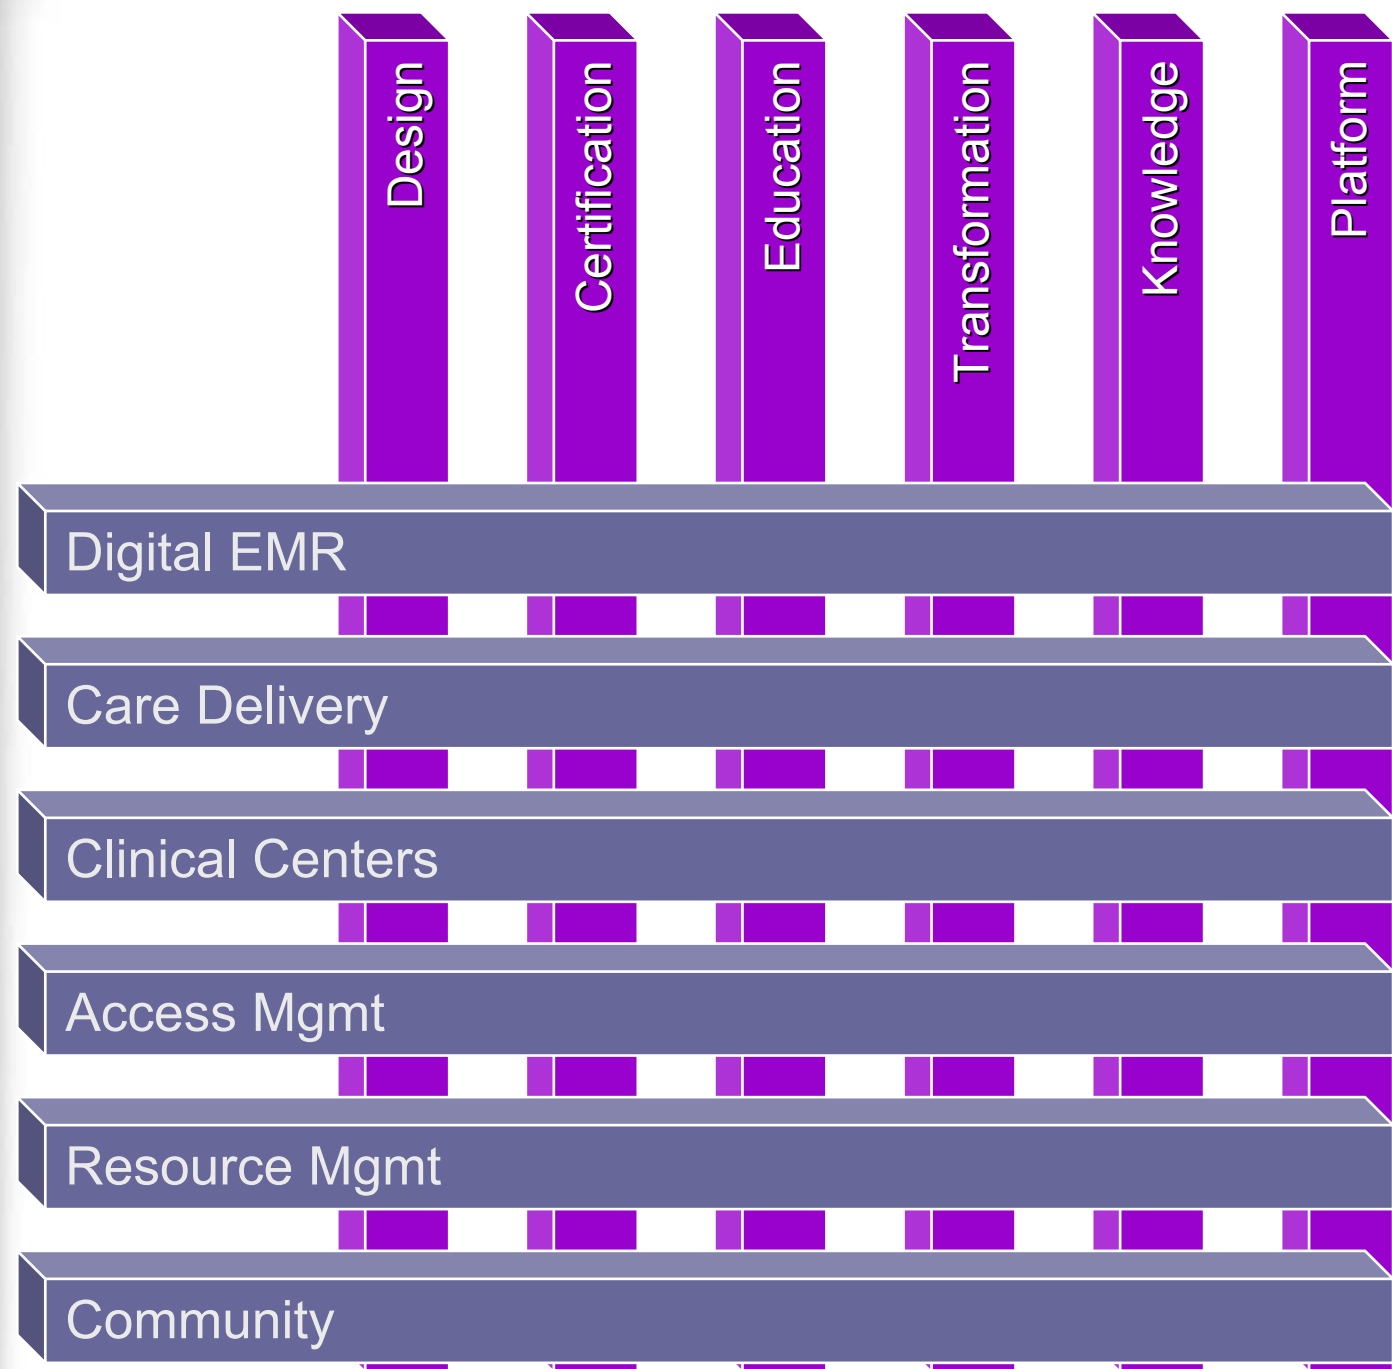 Design
Certification
Education
Transformation
Knowledge
Platform
Digital EMR
Care Delivery
Clinical Centers
Access Mgmt
Resource Mgmt
Community